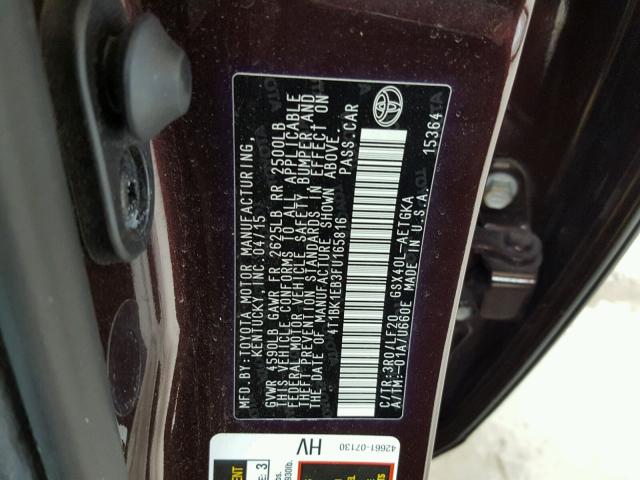 MFD.BY:TOYOTA MOTOR MANUFACTURING,
KENTUCKY, INC. 04/15
GVWR 4590LB GAWR FR 2625LB RR 2500LB
THIS VEHICLE CONFORMS TO ALL APPLICABLE
FEDERAL MOTOR VEHICLE SAFETY, BUMPER AND
THEFT PREVENTION STANDARDS IN EFFECT ON
THE DATE OF MANUFACTURE SHOWN ABOVE.
4T1BK1EB3FU165816 PASS.CAR
C/TR:3R0/LF20 GSX40L-AETGKA
A/TM:-01A/U660E MADE IN U.S.A. 15364
HV
42661-07130
3